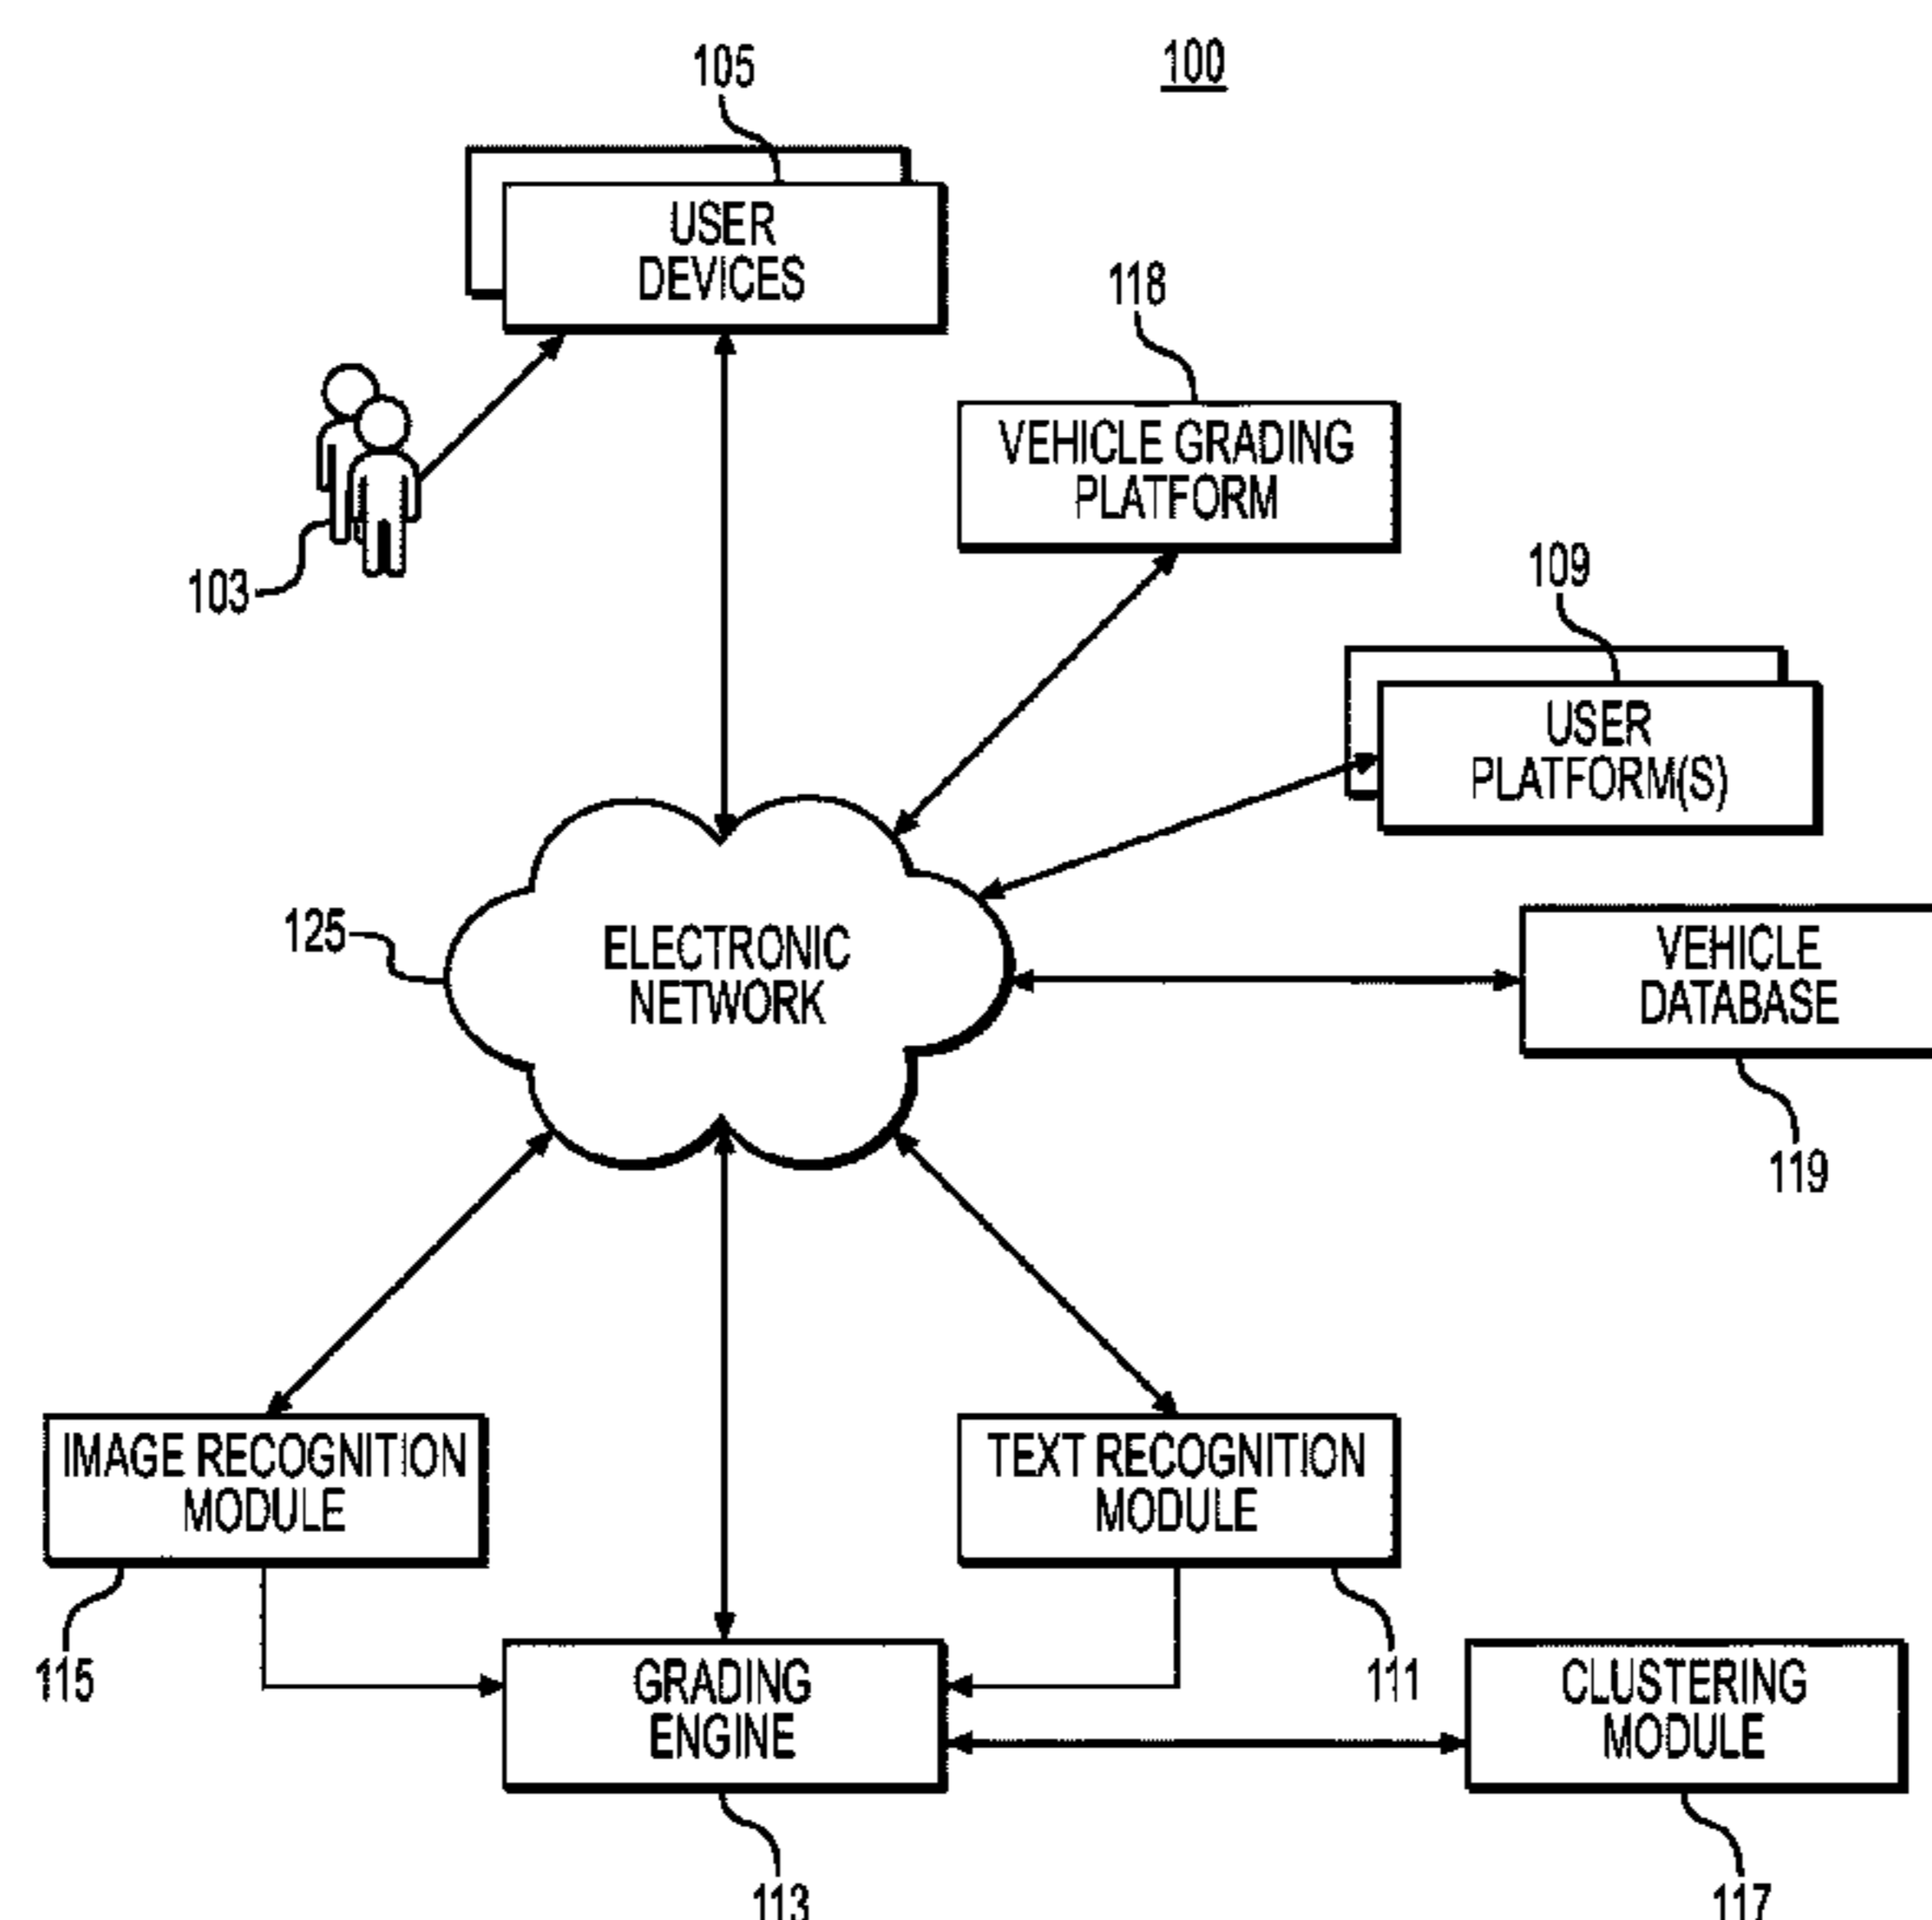 105
100
USER
DEVICES
118
VEHICLE GRADING
PLATFORM
103
109
USER
PLATFORM(S)
125
ELECTRONIC
NETWORK
VEHICLE
DATABASE
119
IMAGE RECOGNITION
MODULE
TEXT RECOGNITION
MODULE
115
GRADING
ENGINE
111
CLUSTERING
MODULE
113
117